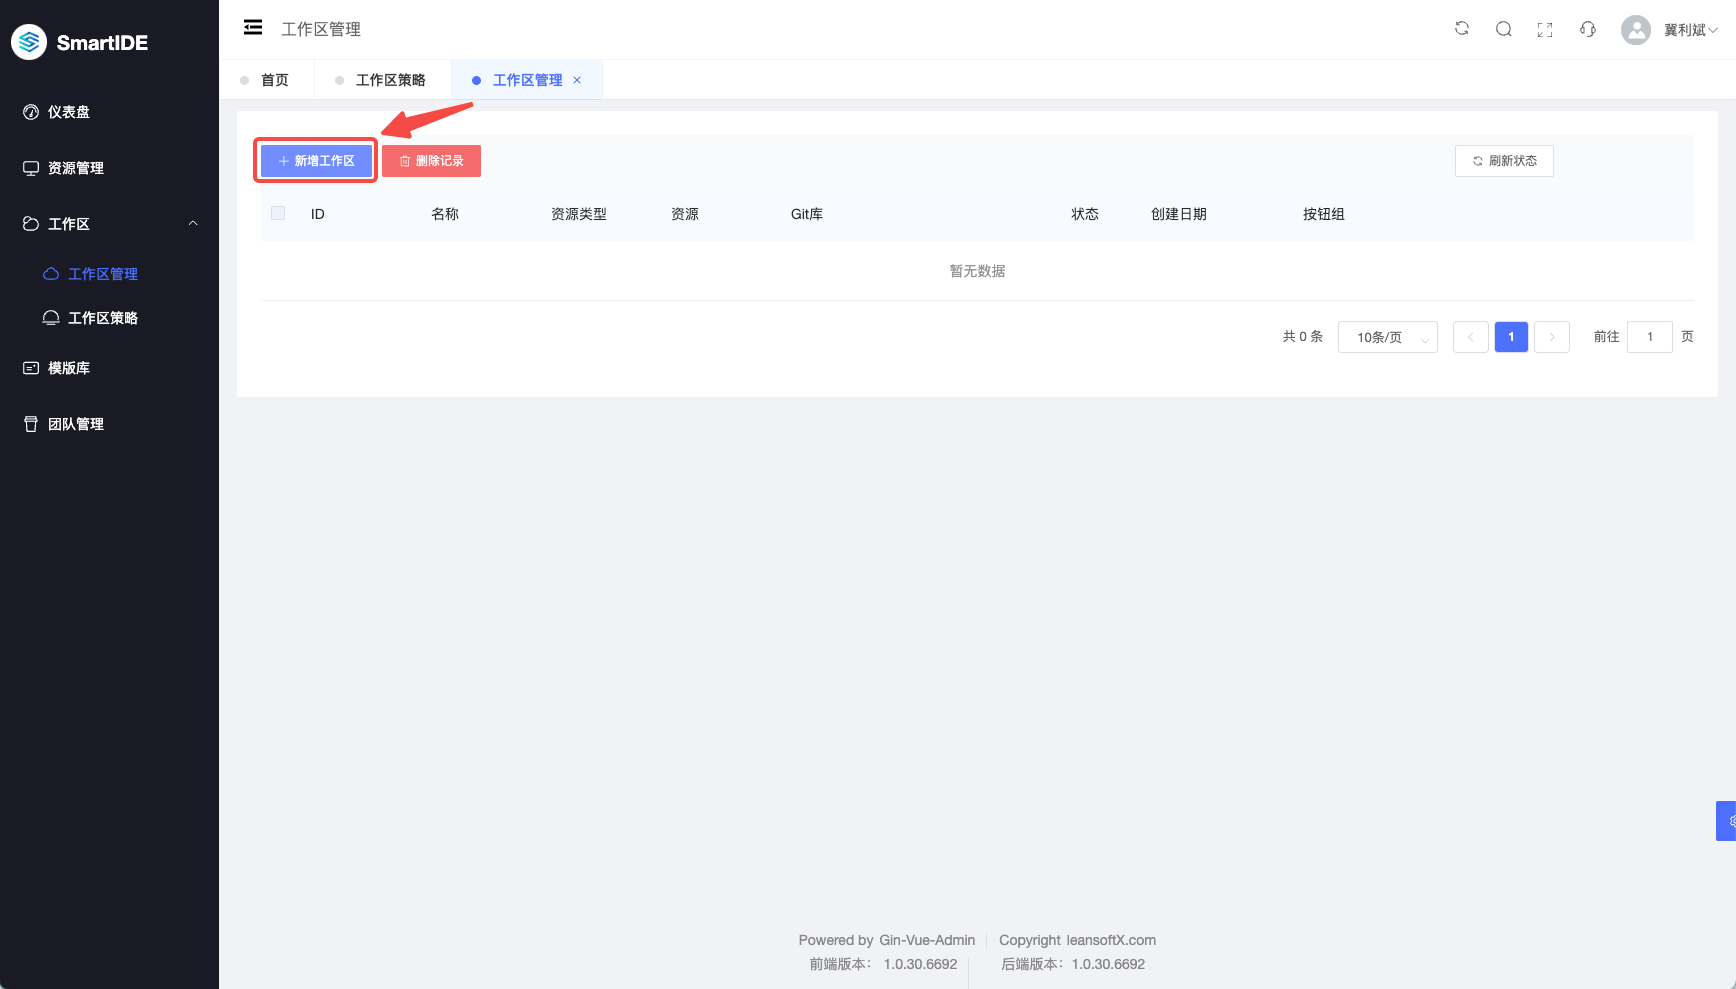 SmartIDE
仪表盘
资源管理
工作区
工作区管理
工作区策略
模版库
团队管理
工作区管理
冀利斌
首页
工作区策略
工作区管理
新增工作区
删除记录
刷新状态
ID 名称 资源类型 资源 Git库 状态 创建日期 按钮组
暂无数据
共 0 条 10条/页 1 前往 1 页
Powered by Gin-Vue-Admin Copyright leansoftX.com
前端版本： 1.0.30.6692 后端版本：1.0.30.6692